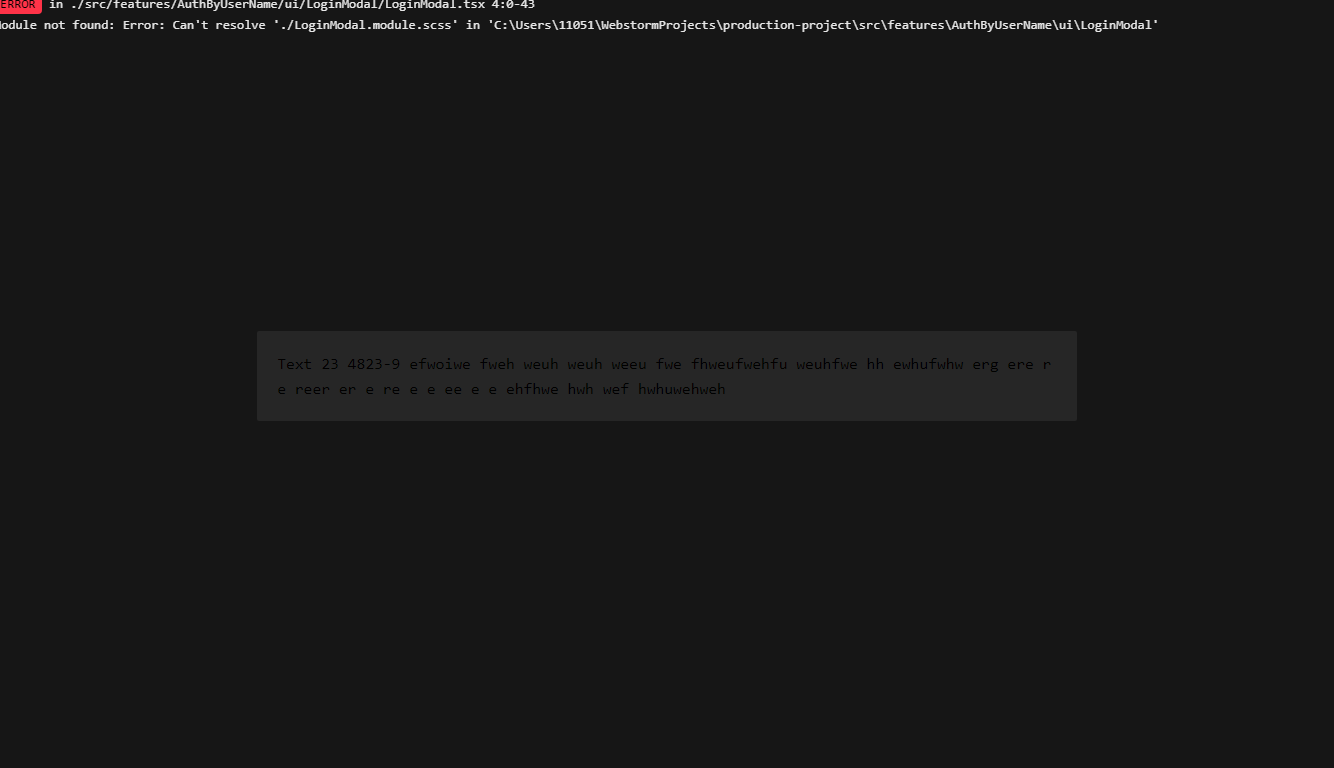 ERROR in ./src/features/AuthByUserName/ui/LoginModal/LoginModal.tsx 4:0-43
Module not found: Error: Can't resolve './LoginModal.module.scss' in 'C:\Users\11051\WebstormProjects\production-project\src\features\AuthByUserName\ui\LoginModal'
Text 23 4823-9 efwoiwe fweh weuh weuh weeu fwe fhweufwehfu weuhfwe hh ewhufwhw erg ere r
e reer er e re e e ee e e ehfhwe hwh wef hwhuwehweh